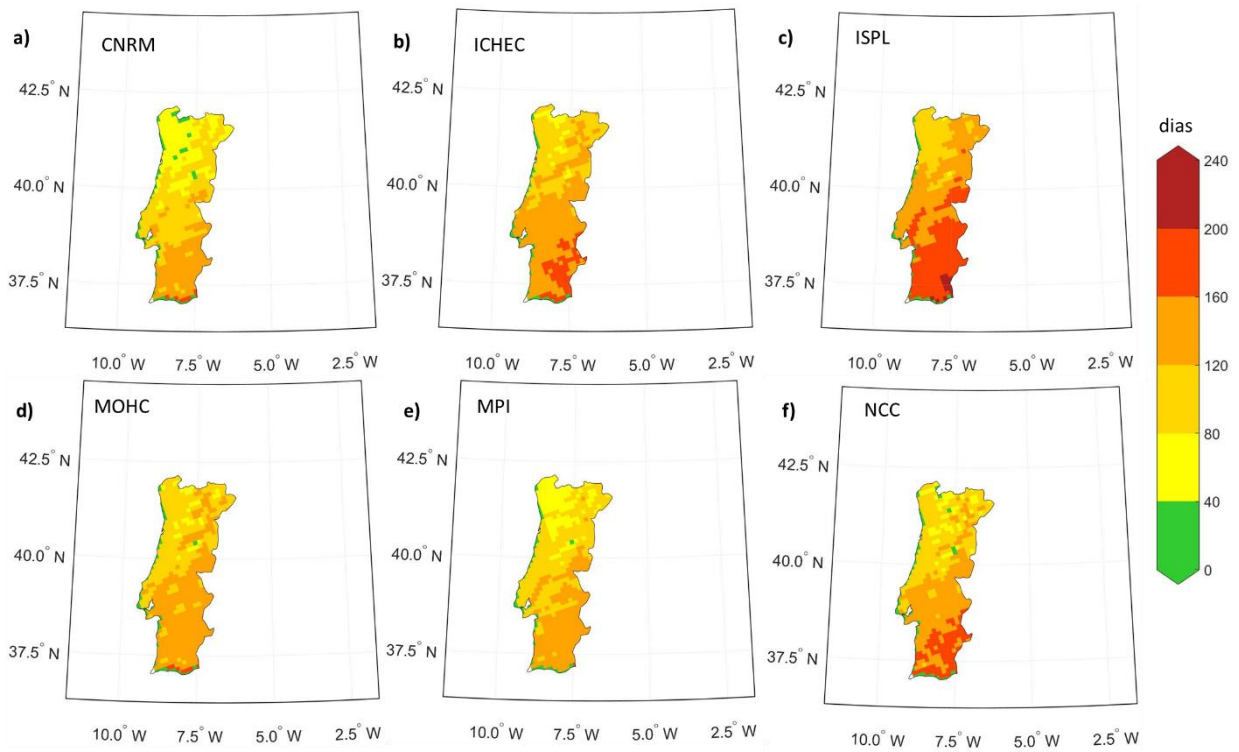 a) CNRM
b) ICHEC
c) ISPL
42.5° N
40.0° N
37.5° N
10.0° W 7.5° W 5.0° W 2.5° W
42.5° N
40.0° N
37.5° N
10.0° W 7.5° W 5.0° W 2.5° W
42.5° N
40.0° N
37.5° N
10.0° W 7.5° W 5.0° W 2.5° W
d) MOHC
e) MPI
f) NCC
42.5° N
40.0° N
37.5° N
10.0° W 7.5° W 5.0° W 2.5° W
42.5° N
40.0° N
37.5° N
10.0° W 7.5° W 5.0° W 2.5° W
42.5° N
40.0° N
37.5° N
10.0° W 7.5° W 5.0° W 2.5° W
dias
240
200
160
120
80
40
0